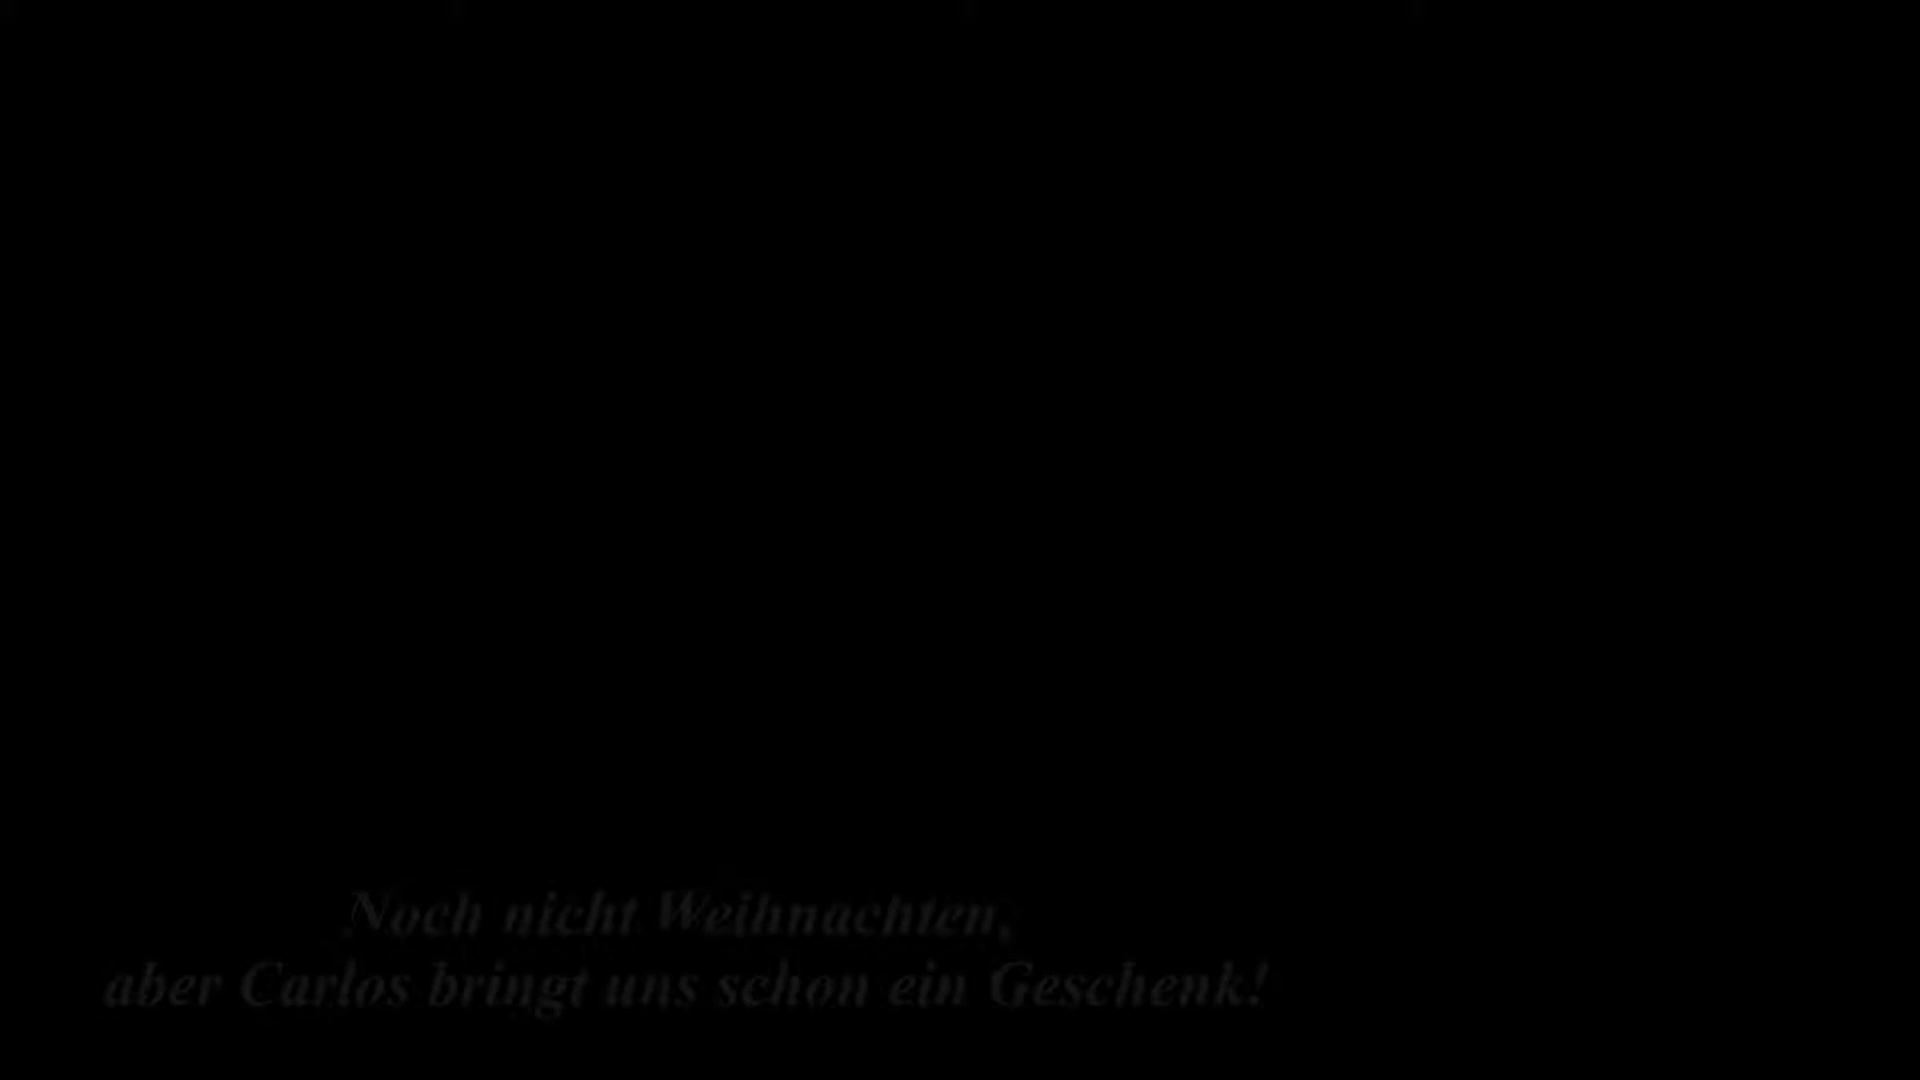 Noch nicht Weihnachten,
aber Carlos bringt uns schon ein Geschenk!